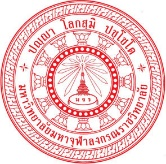 ปญฺญา โลกสฺมิ ปชฺโชโต
มจร
มหาวิทยาลัยมหาจุฬาลงกรณราชวิทยาลัย